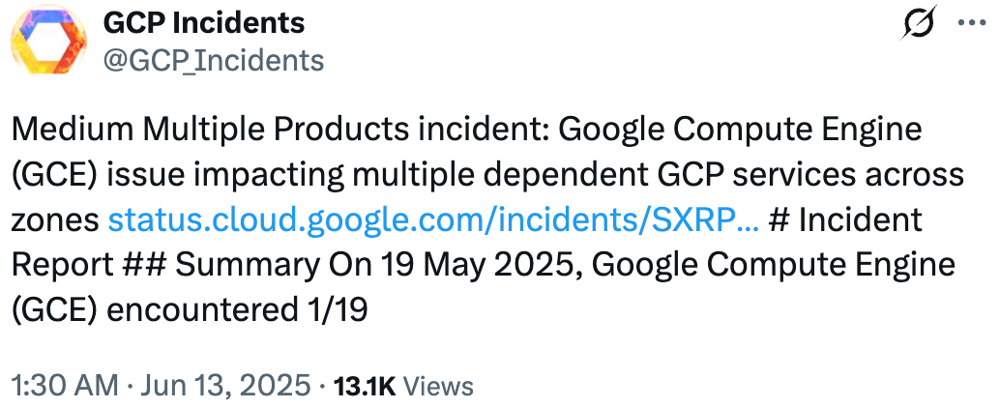 GCP Incidents
@GCP_Incidents
Medium Multiple Products incident: Google Compute Engine
(GCE) issue impacting multiple dependent GCP services across
zones status.cloud.google.com/incidents/SXRP... # Incident
Report ## Summary On 19 May 2025, Google Compute Engine
(GCE) encountered 1/19
1:30 AM · Jun 13, 2025 · 13.1K Views